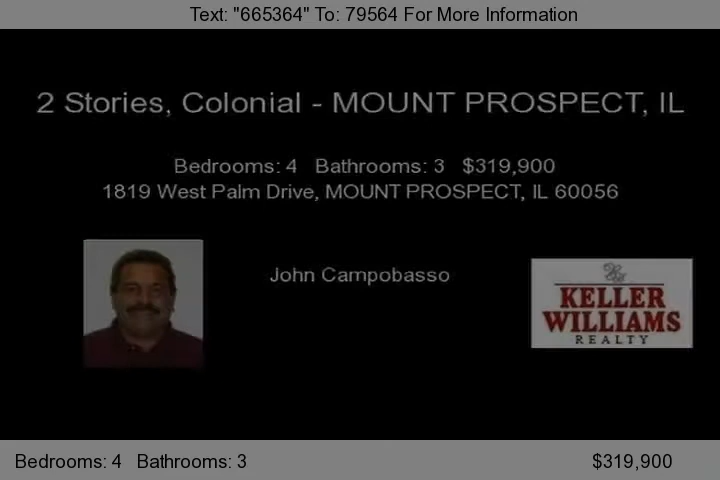 Text: "665364" To: 79564 For More Information
2 Stories, Colonial - MOUNT PROSPECT, IL
Bedrooms: 4 Bathrooms: 3 $319,900
1819 West Palm Drive, MOUNT PROSPECT, IL 60056
John Campobasso
KELLER
WILLIAMS
REALTY
Bedrooms: 4 Bathrooms: 3 $319,900